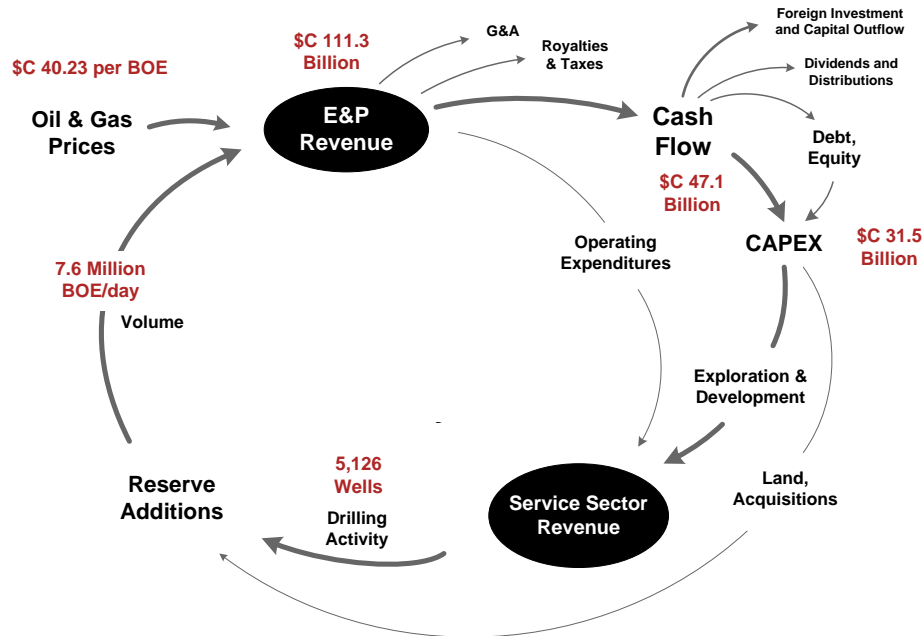 Foreign Investment
and Capital Outflow
$C 111.3
Billion
G&A
Royalties
& Taxes
$C 40.23 per BOE
Dividends and
Distributions
Oil & Gas
Prices
E&P
Revenue
Cash
Flow
Debt,
Equity
$C 47.1
Billion
CAPEX
$C 31.5
Billion
Operating
Expenditures
7.6 Million
BOE/day
Volume
Exploration &
Development
5,126
Wells
Reserve
Additions
Drilling
Activity
Service Sector
Revenue
Land,
Acquisitions